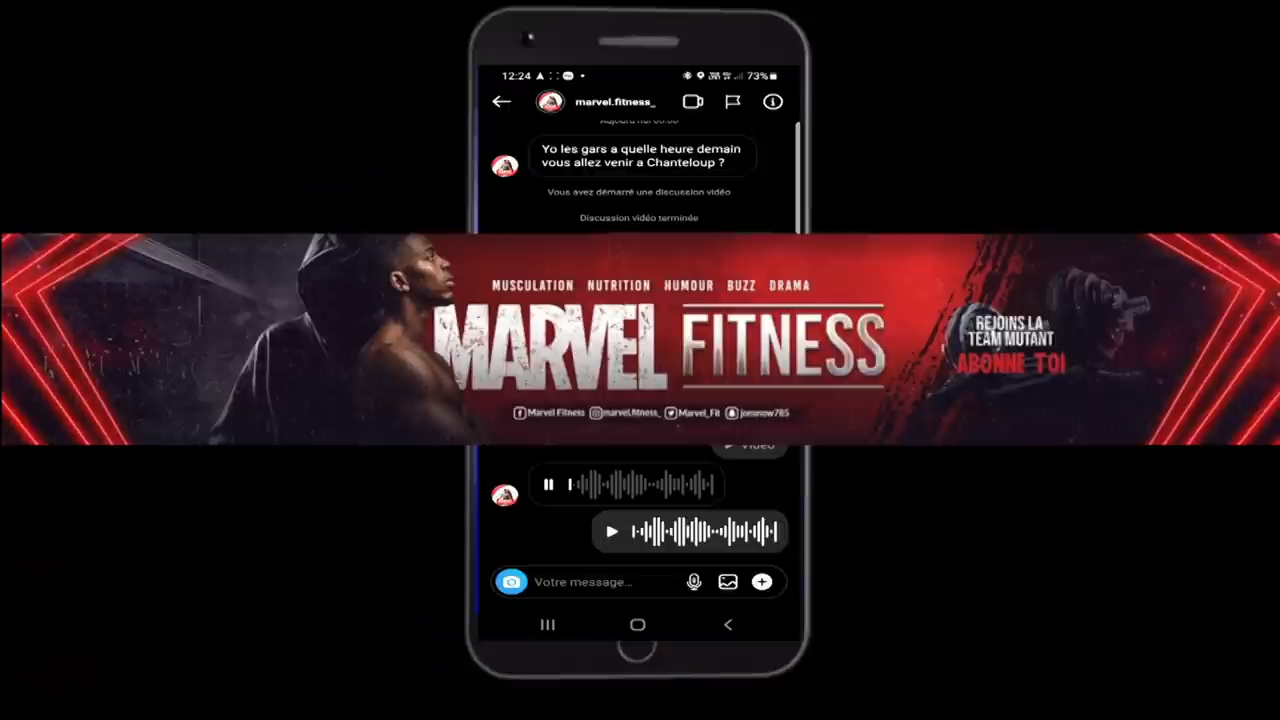 12:24
73%
marvel.fitness_
Yo les gars a quelle heure demain
vous allez venir a Chanteloup ?
Vous avez démarré une discussion vidéo
Discussion vidéo terminée
MUSCULATION NUTRITION HUMOUR BUZZ DRAMA
MARVEL FITNESS
REJOINS LA
TEAM MUTANT
ABONNE TOI
Marvel Fitness marvel.fitness_ Marvel_Fit jonsnow785
Vidéo
Votre message...